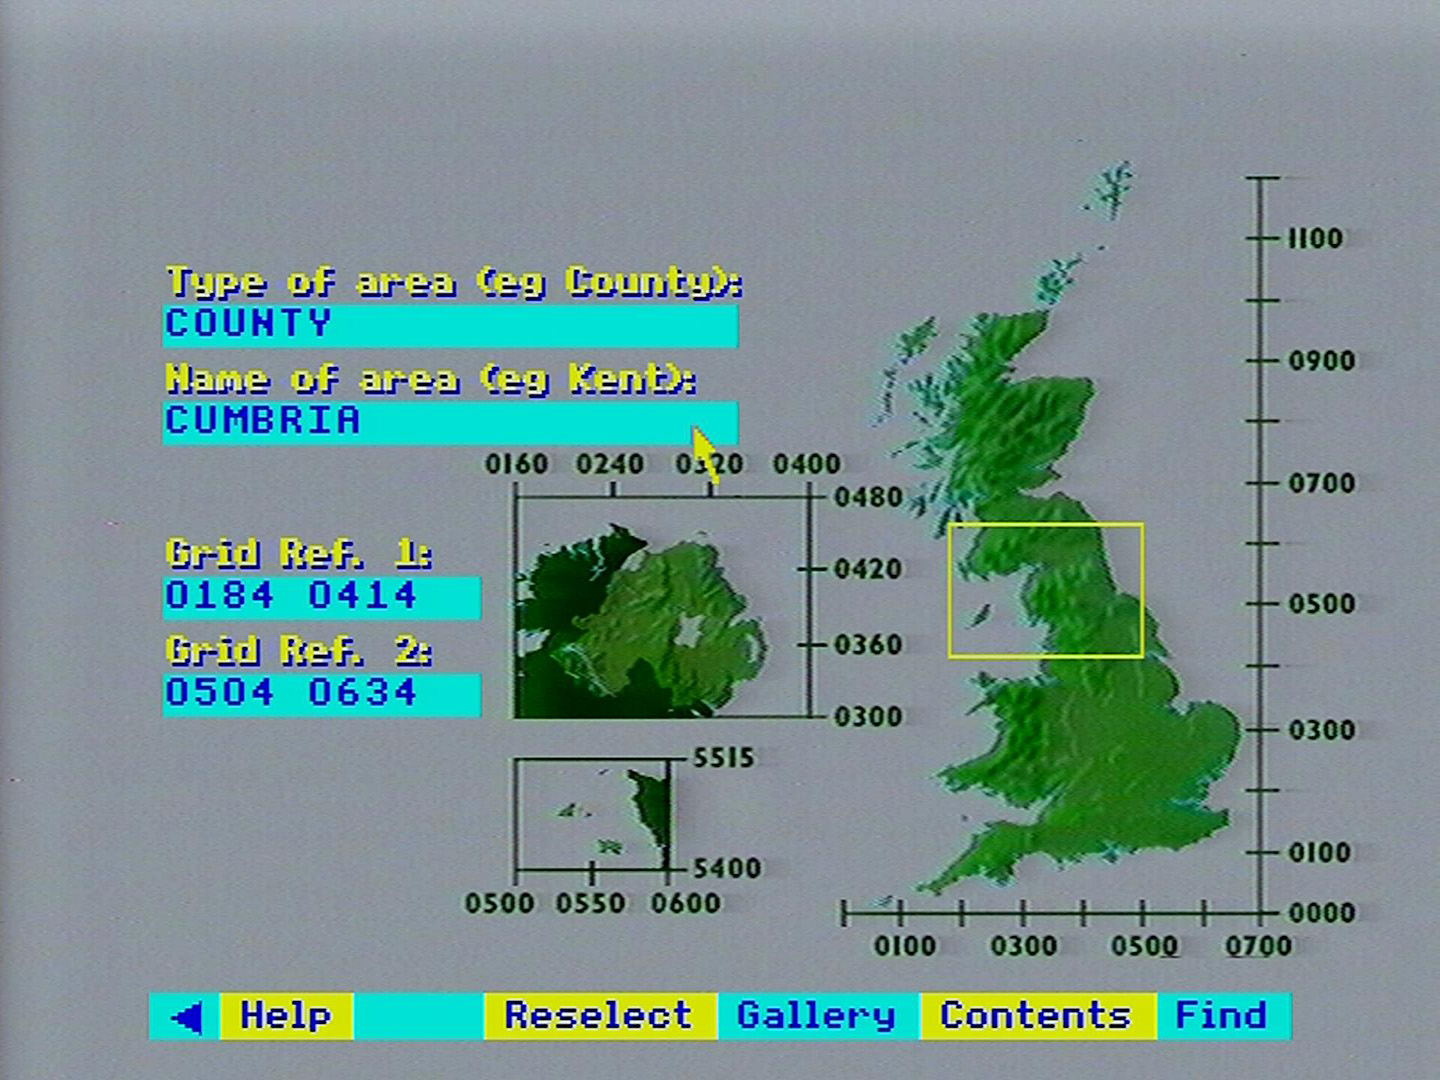 Type of area (eg County):
COUNTY
Name of area (eg Kent):
CUMBRIA
0160 0240 0320 0400
0480
0420
0360
0300
Grid Ref. 1:
0184 0414
Grid Ref. 2:
0504 0634
5515
5400
0500 0550 0600
1100
0900
0700
0500
0300
0100
0000
0100 0300 0500 0700
Help Reselect Gallery Contents Find